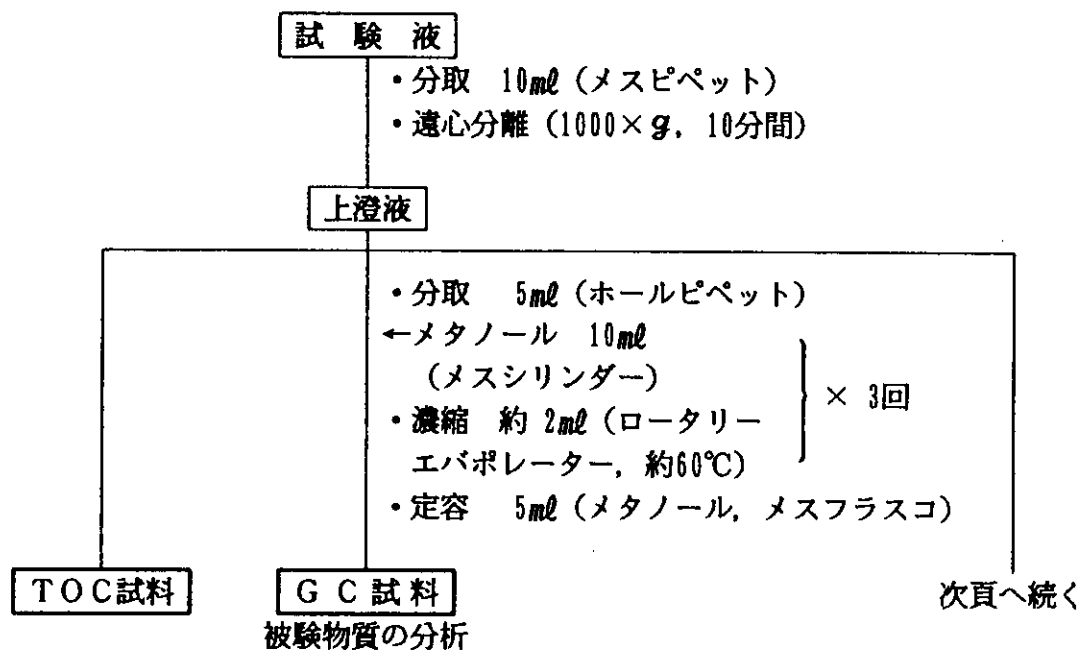 試験液
・分取 10ml (メスピペット)
・遠心分離 (1000×g, 10分間)
上澄液
・分取 5ml (ホールピペット)
←メタノール 10ml
(メスシリンダー)
× 3回
・濃縮 約 2ml (ロータリー
エバポレーター, 約60℃)
・定容 5ml (メタノール, メスフラスコ)
TOC試料
GC試料
次頁へ続く
被験物質の分析